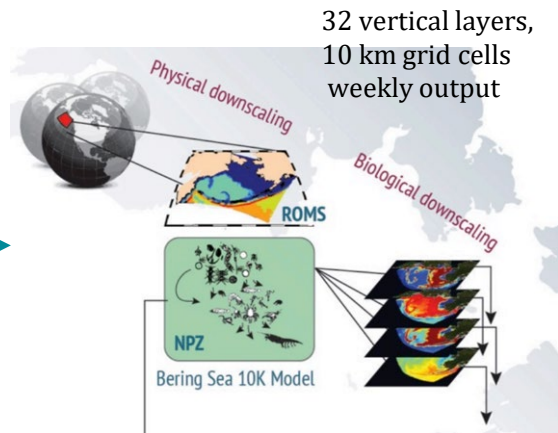 32 vertical layers,
10 km grid cells
weekly output
Physical downscaling
ROMS
Biological downscaling
NPZ
Bering Sea 10K Model